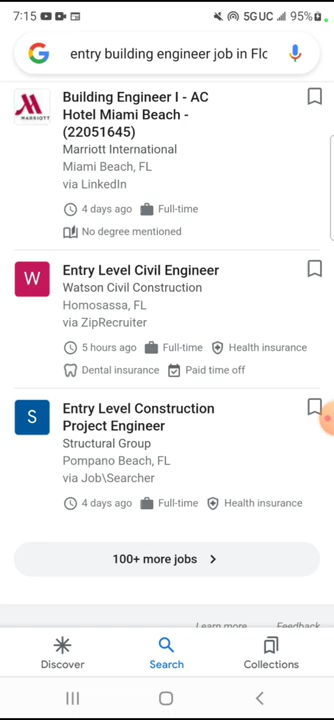 7:15 5GUC 95%
entry building engineer job in Flo
Building Engineer I - AC
Hotel Miami Beach -
(22051645)
MARRIOTT
Marriott International
Miami Beach, FL
via LinkedIn
4 days ago Full-time
No degree mentioned
W
Entry Level Civil Engineer
Watson Civil Construction
Homosassa, FL
via ZipRecruiter
5 hours ago Full-time Health insurance
Dental insurance Paid time off
S
Entry Level Construction
Project Engineer
Structural Group
Pompano Beach, FL
via Job\Searcher
4 days ago Full-time Health insurance
100+ more jobs
Learn more Feedback
Discover Search Collections